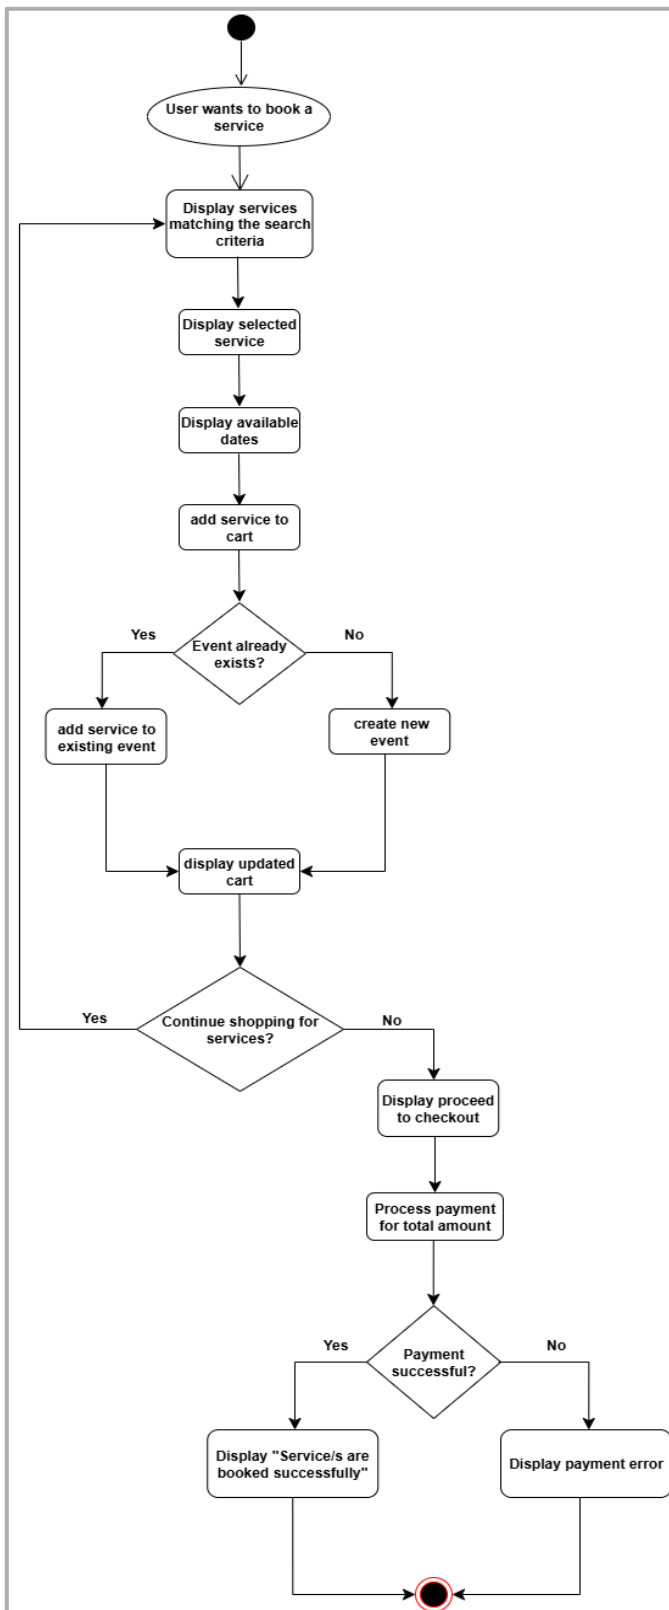 User wants to book a
service
Display services
matching the search
criteria
Display selected
service
Display available
dates
add service to
cart
Yes
Event already
exists?
No
add service to
existing event
create new
event
display updated
cart
Yes
Continue shopping for
services?
No
Display proceed
to checkout
Process payment
for total amount
Yes
Payment
successful?
No
Display "Service/s are
booked successfully"
Display payment error